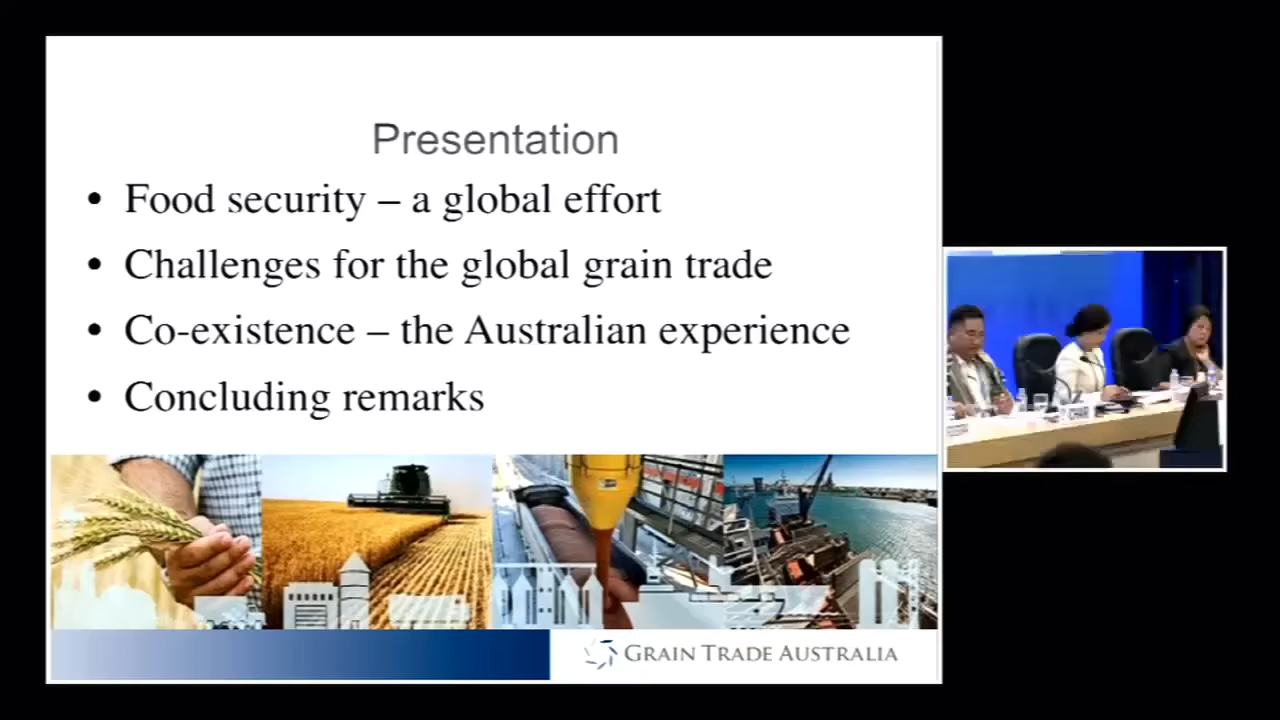 Presentation
• Food security – a global effort
• Challenges for the global grain trade
• Co-existence – the Australian experience
• Concluding remarks
GRAIN TRADE AUSTRALIA
CHAIR